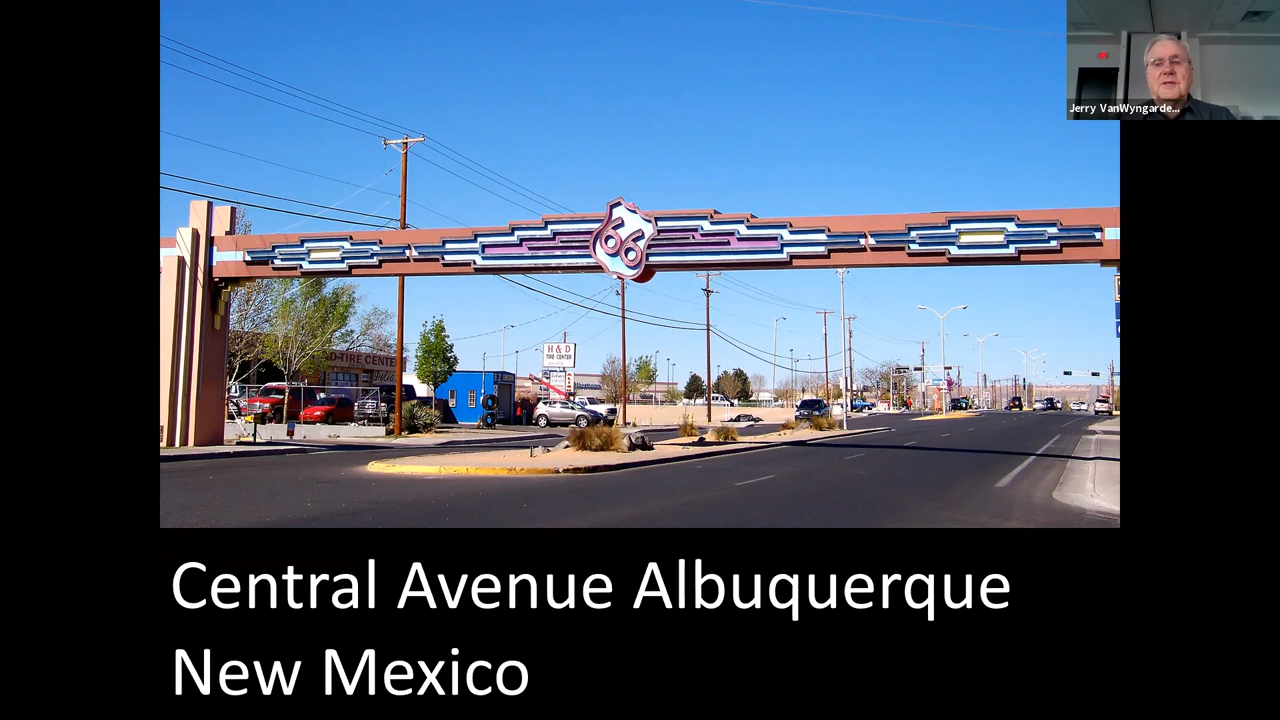 Jerry VanWyngarde...
66
D TIRE CENTER
H & D
TIRE CENTER
Central Avenue Albuquerque
New Mexico